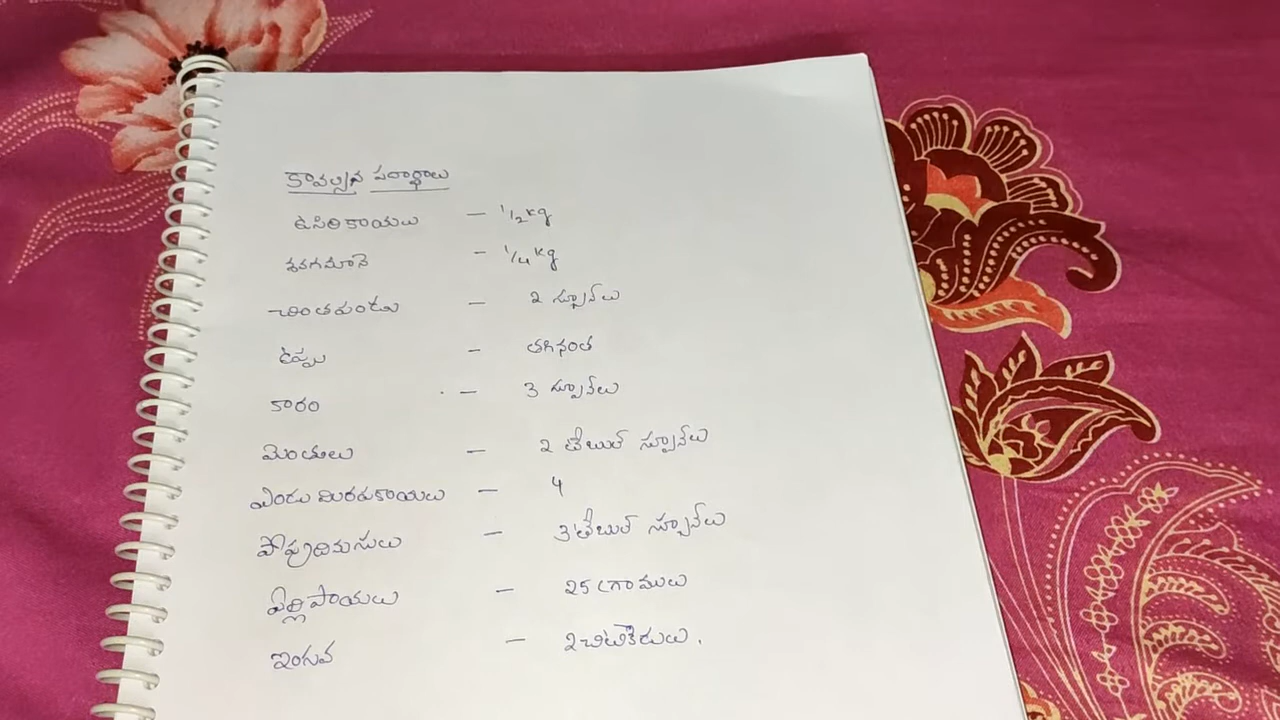 కావల్సిన పదార్థాలు
ఉసిరికాయలు – 1/2 kg
శనగనూనె – 1/4 kg
చింతపండు – 2 స్పూన్లు
ఉప్పు – తగినంత
కారం – 3 స్పూన్లు
మెంతులు – 2 టేబుల్ స్పూన్లు
ఎండు మిరపకాయలు – 4
పోపుదినుసులు – 3 టేబుల్ స్పూన్లు
వెల్లిపాయలు – 25 గ్రాములు
ఇంగువ – 2 చిటికెడులు.